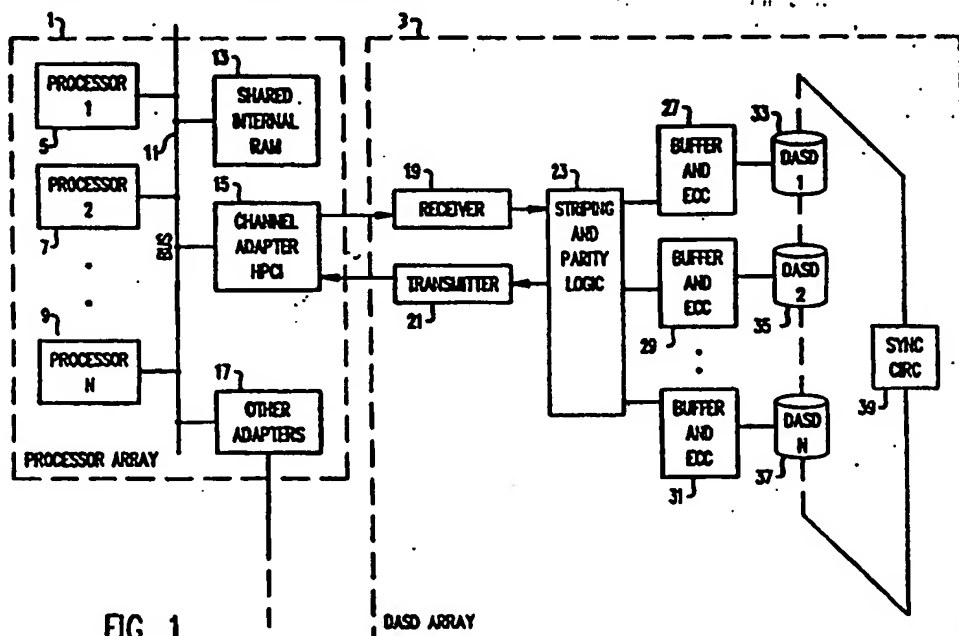 1
PROCESSOR
1
5
PROCESSOR
2
7
9
PROCESSOR
N
PROCESSOR ARRAY
11
BUS
13
SHARED
INTERNAL
RAM
15
CHANNEL
ADAPTER
HPCI
17
OTHER
ADAPTERS
3
19
RECEIVER
TRANSMITTER
21
23
STRIPING
AND
PARITY
LOGIC
27
BUFFER
AND
ECC
BUFFER
AND
ECC
29
BUFFER
AND
ECC
31
33
DASD
1
DASD
2
35
DASD
N
37
SYNC
CIRC
39
FIG 1
DASD ARRAY